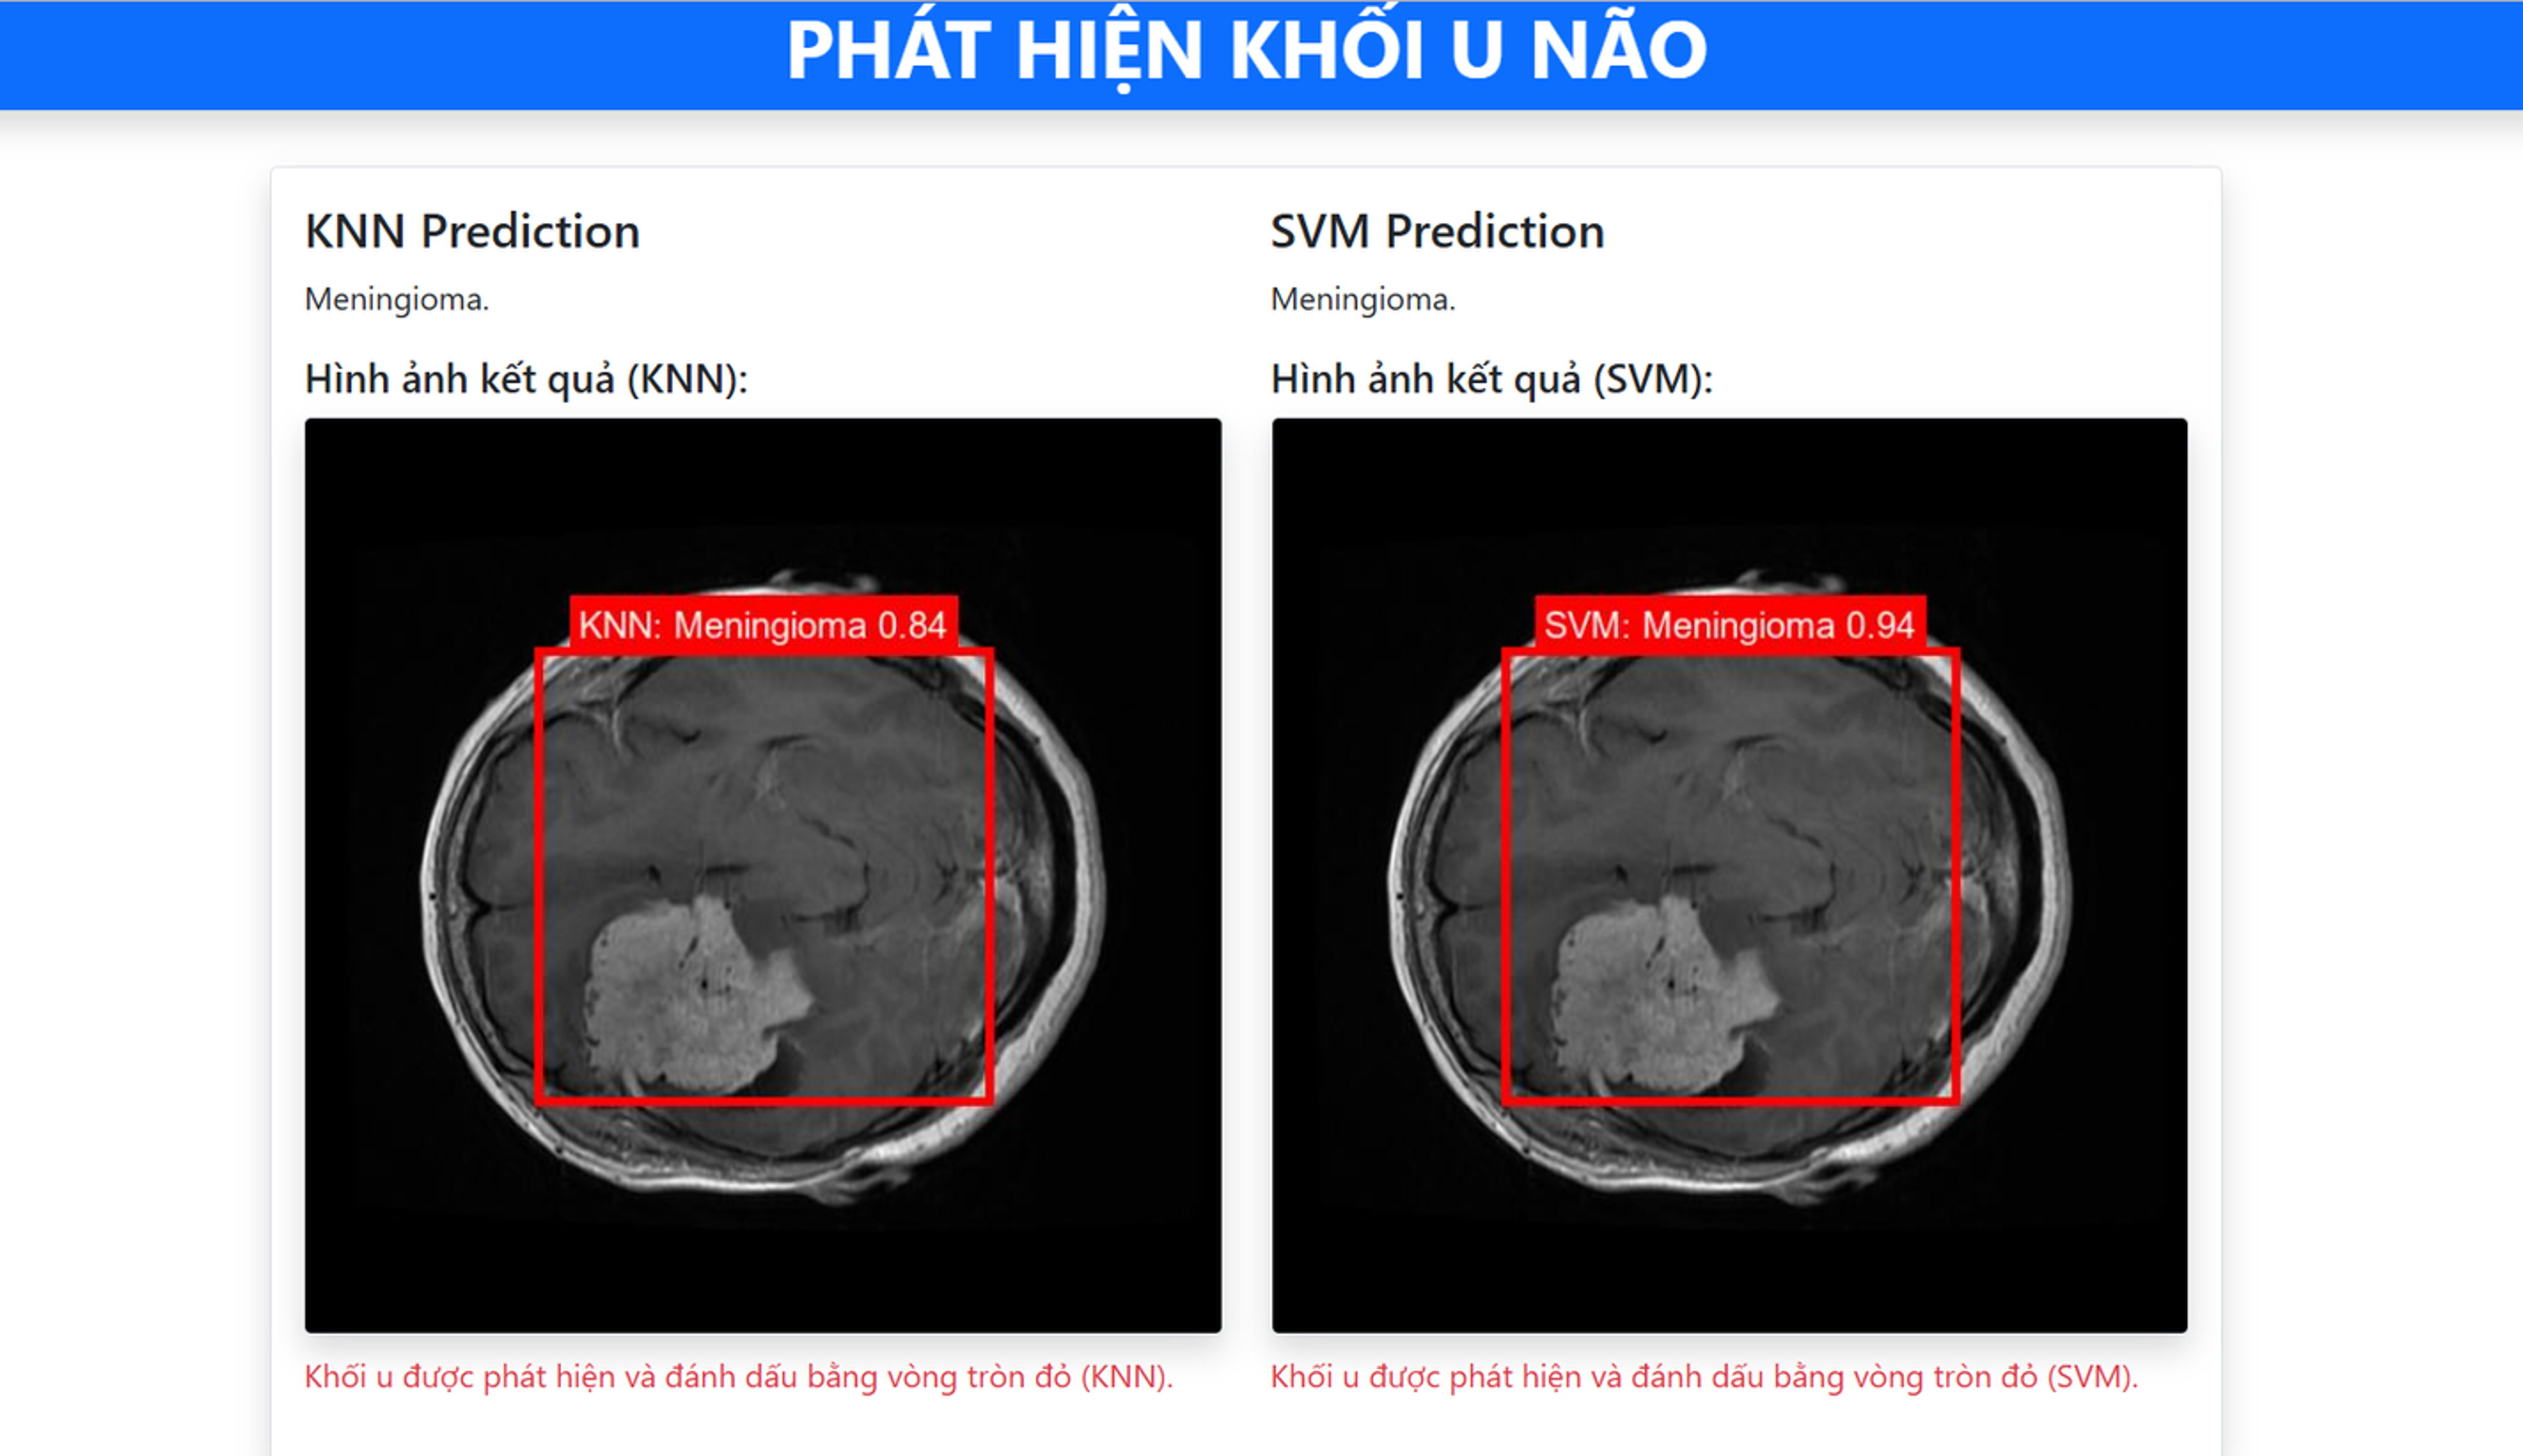 PHÁT HIỆN KHỐI U NÃO
KNN Prediction
Meningioma.
Hình ảnh kết quả (KNN):
KNN: Meningioma 0.84
Khối u được phát hiện và đánh dấu bằng vòng tròn đỏ (KNN).
SVM Prediction
Meningioma.
Hình ảnh kết quả (SVM):
SVM: Meningioma 0.94
Khối u được phát hiện và đánh dấu bằng vòng tròn đỏ (SVM).